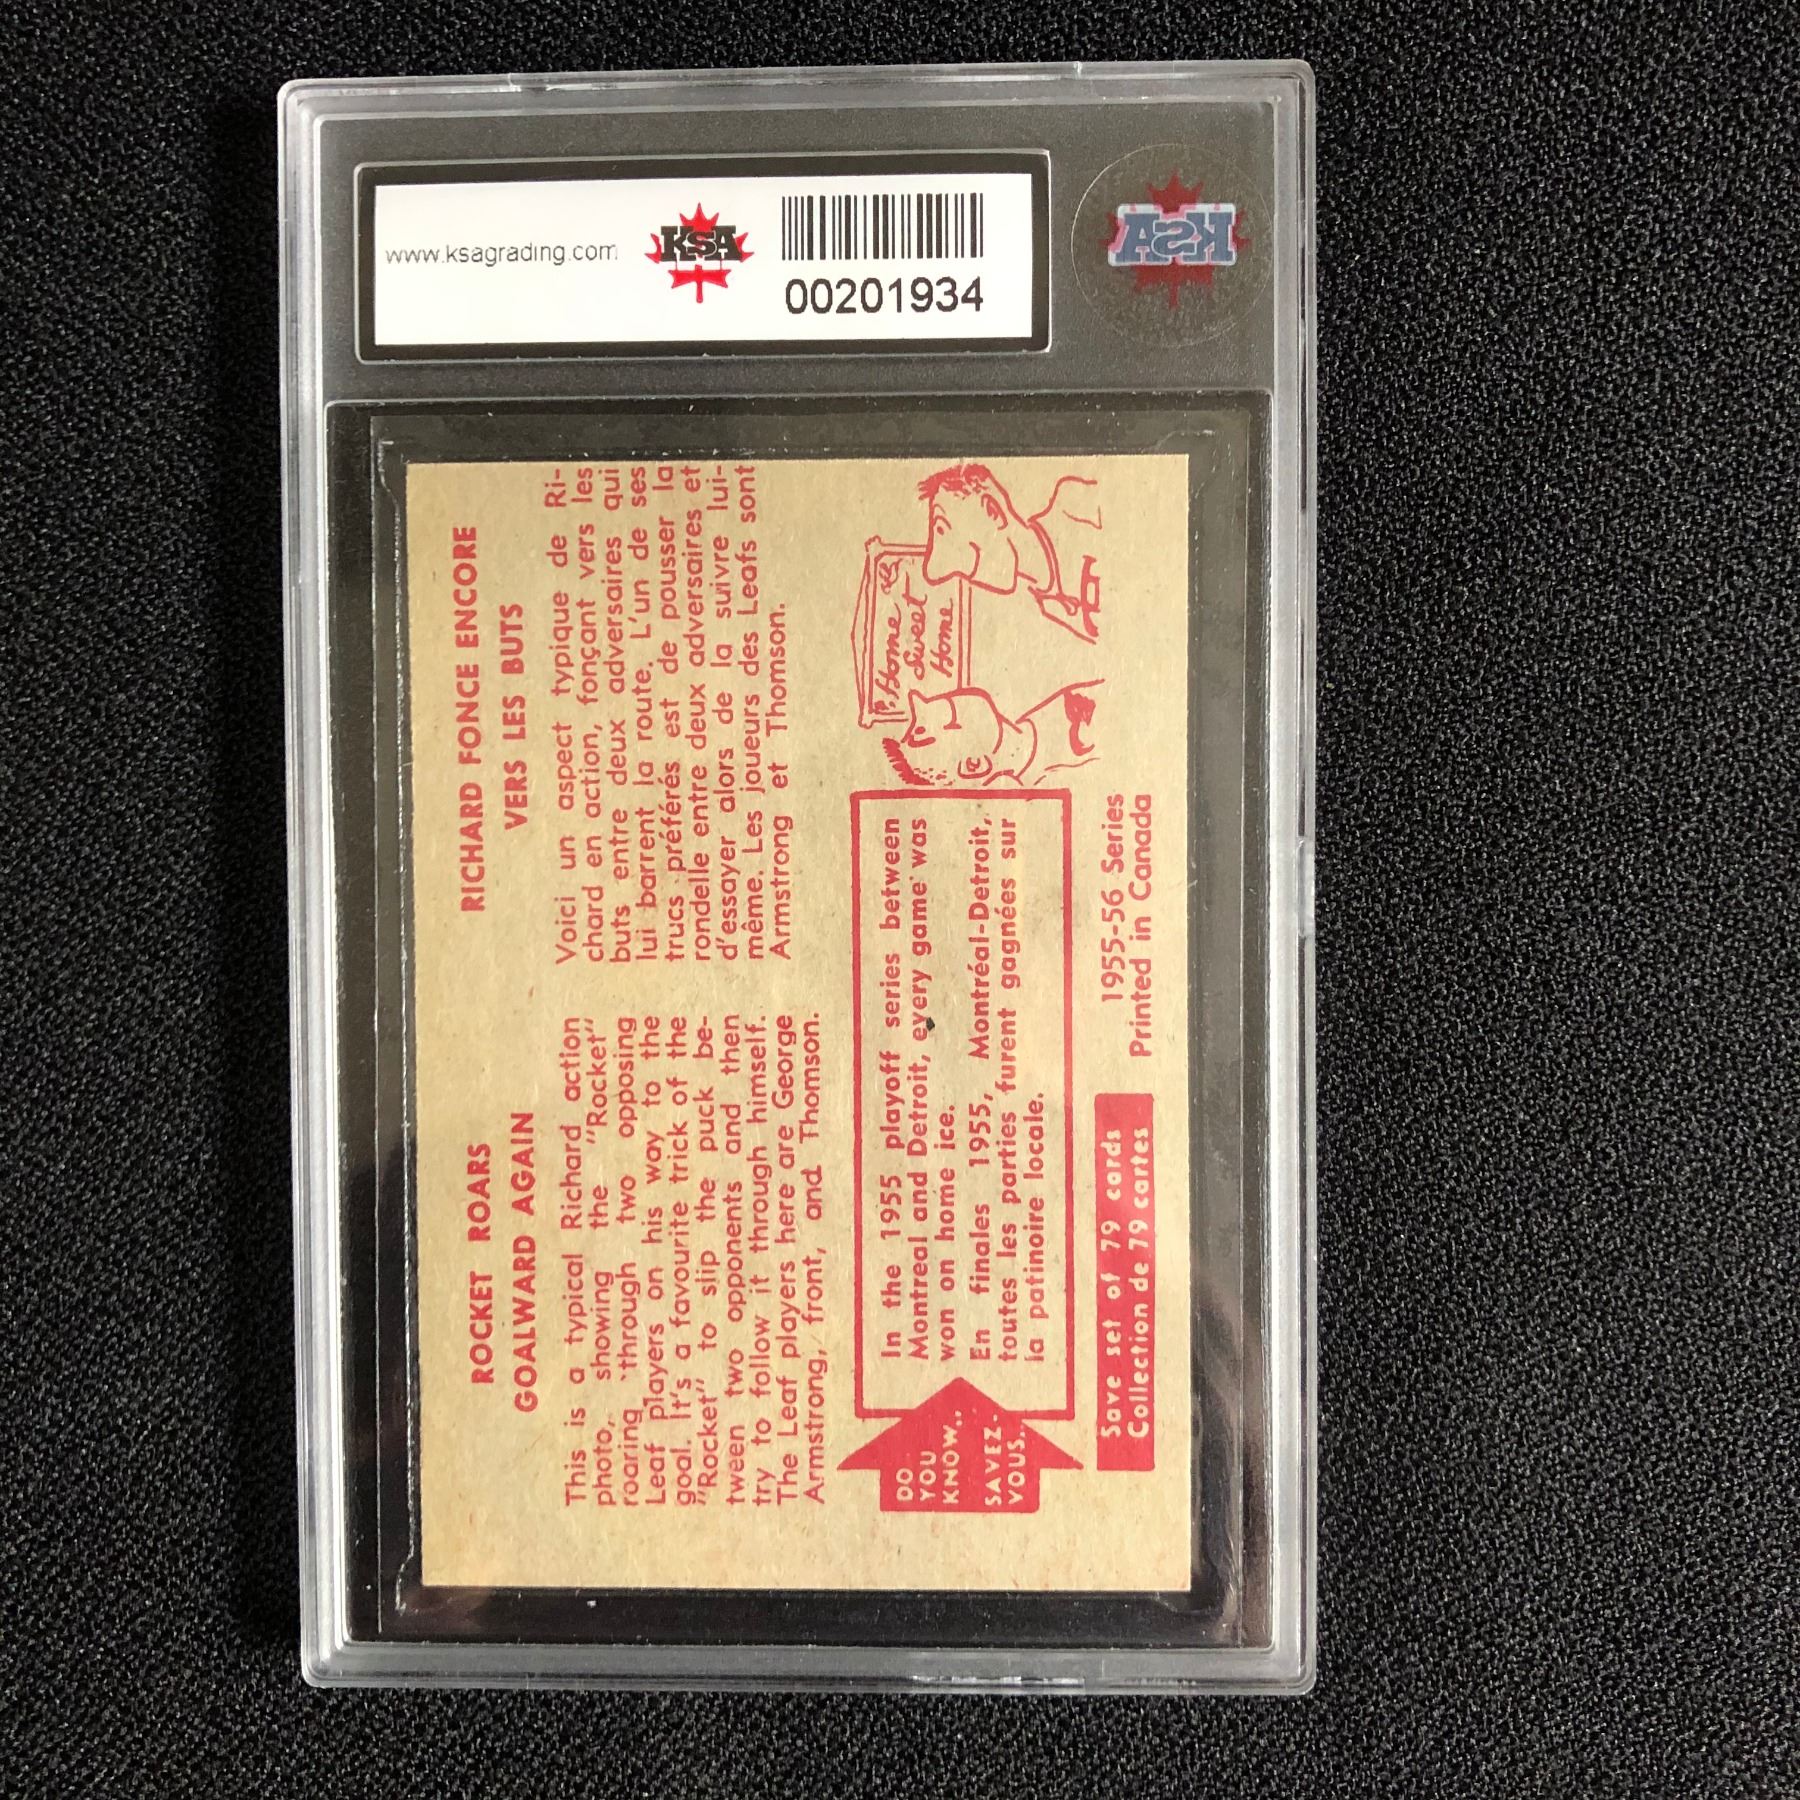 www.ksagrading.com
KSA
00201934
KSA
ROCKET ROARS
GOALWARD AGAIN
This is a typical Richard action
photo, showing the "Rocket"
roaring through two opposing
Leaf players on his way to the
goal. It's a favourite trick of the
"Rocket" to slip the puck be-
tween two opponents and then
try to follow it through himself.
The Leaf players here are George
Armstrong, front, and Thomson.
RICHARD FONCE ENCORE
VERS LES BUTS
Voici un aspect typique de Ri-
chard en action, fonçant vers les
buts entre deux adversaires qui
lui barrent la route. L'un de ses
trucs préférés est de pousser la
rondelle entre deux adversaires et
d'essayer alors de la suivre lui-
même. Les joueurs des Leafs sont
Armstrong et Thomson.
DO
YOU
KNOW..
SAVEZ-
VOUS..
In the 1955 playoff series between
Montreal and Detroit, every game was
won on home ice.
En finales 1955, Montréal-Detroit,
toutes les parties furent gagnées sur
la patinoire locale.
Home
Sweet
Home
Save set of 79 cards
Collection de 79 cartes
1955-56 Series
Printed in Canada